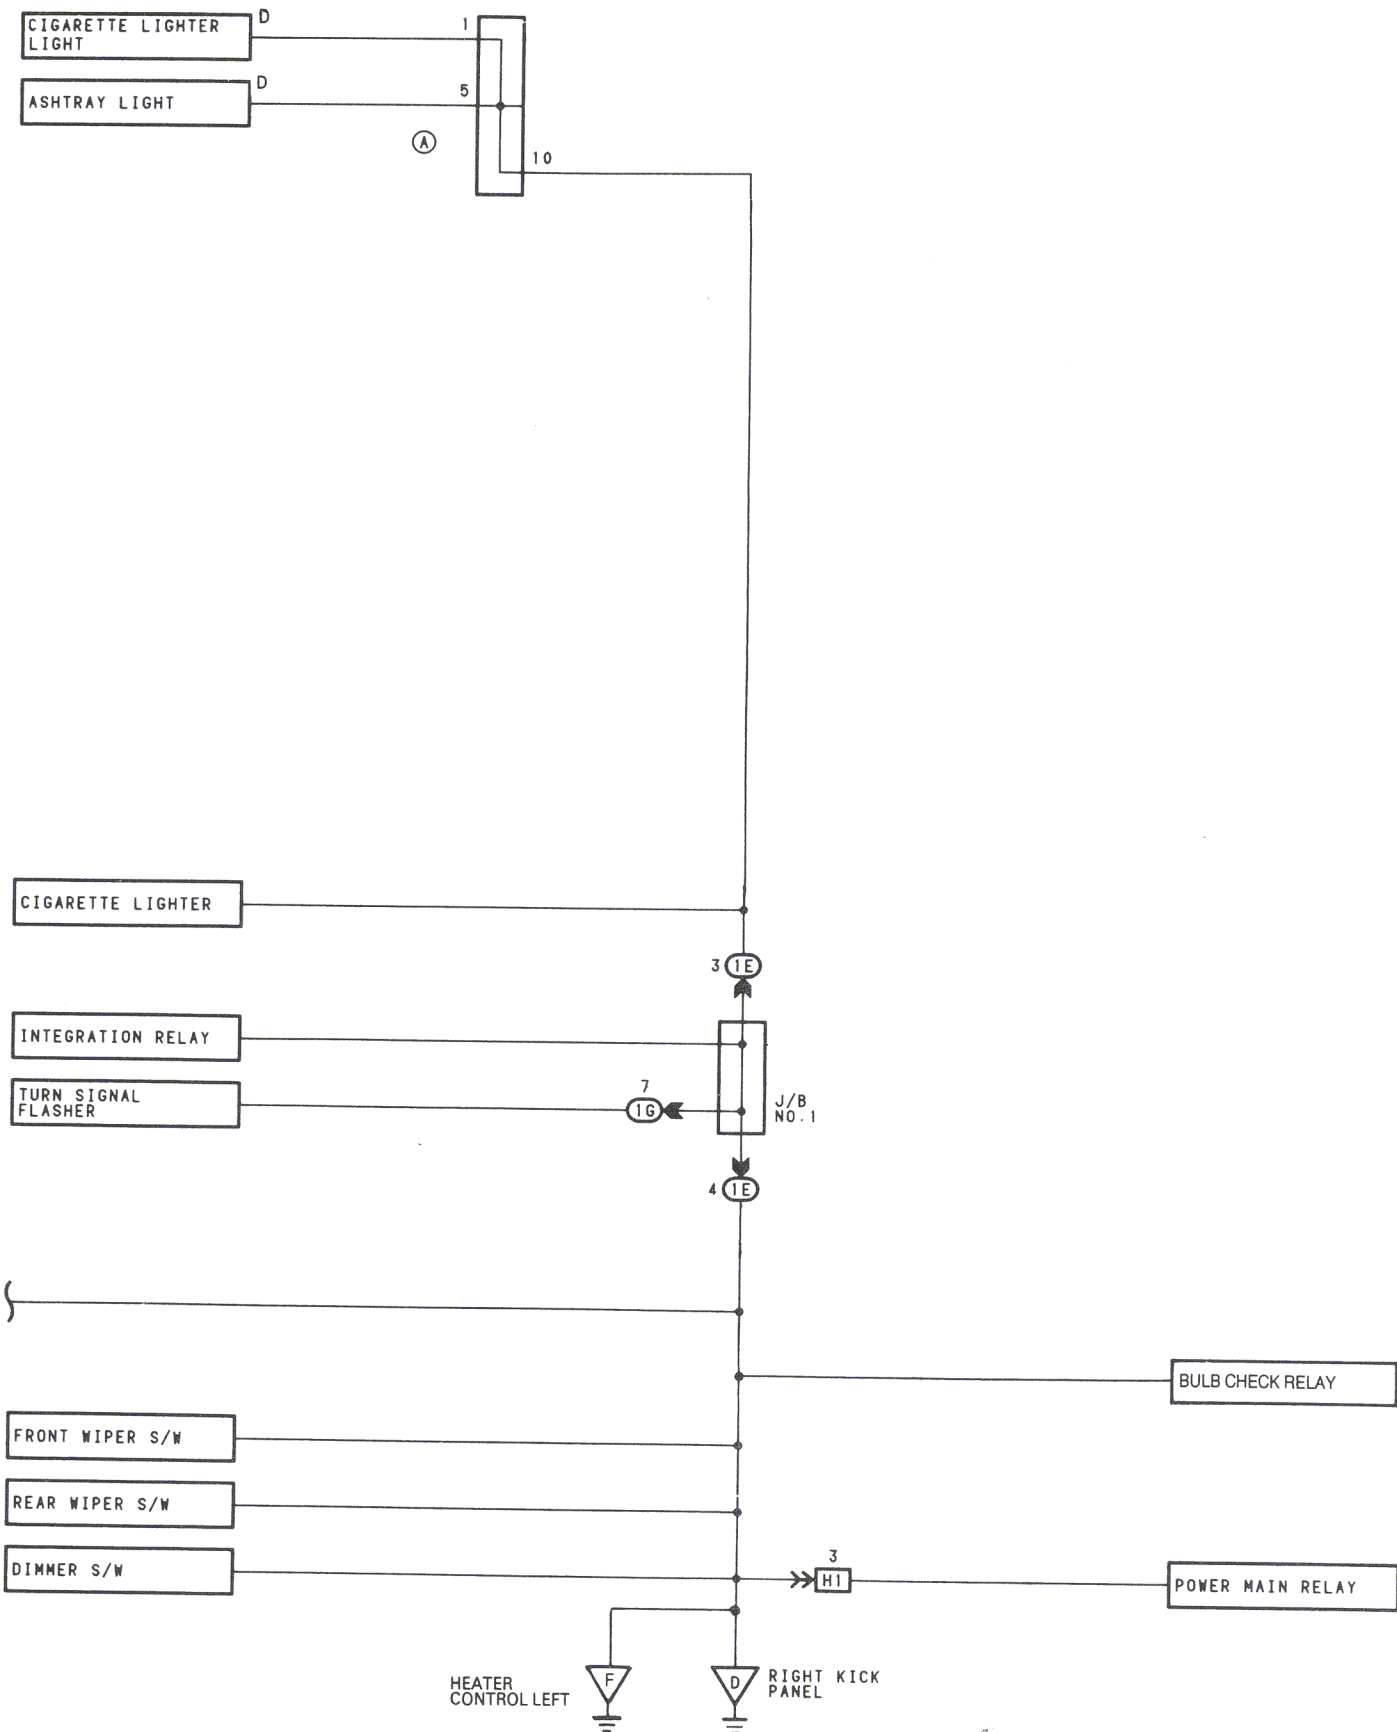 CIGARETTE LIGHTER
LIGHT
D
1
ASHTRAY LIGHT
D
5
A
10
CIGARETTE LIGHTER
3 1E
INTEGRATION RELAY
TURN SIGNAL
FLASHER
7
1G
J/B
NO.1
4 1E
BULB CHECK RELAY
FRONT WIPER S/W
REAR WIPER S/W
DIMMER S/W
3
H1
POWER MAIN RELAY
HEATER
CONTROL LEFT
F
D
RIGHT KICK
PANEL